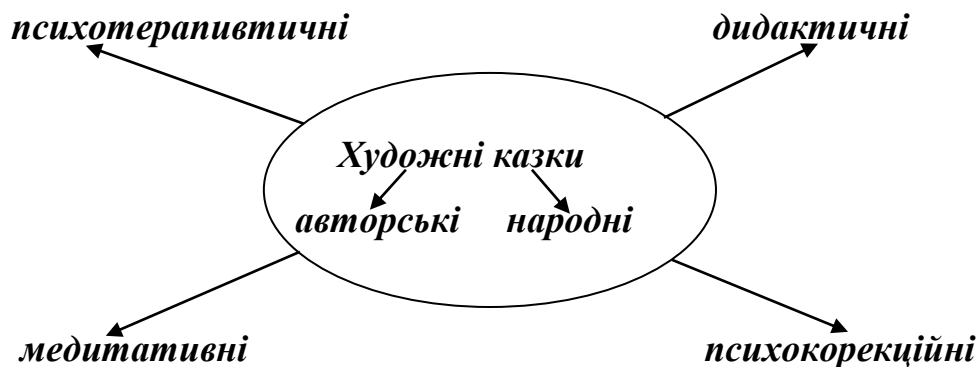 психотерапивтичні
дидактичні
Художні казки
авторські народні
медитативні
психокорекційні